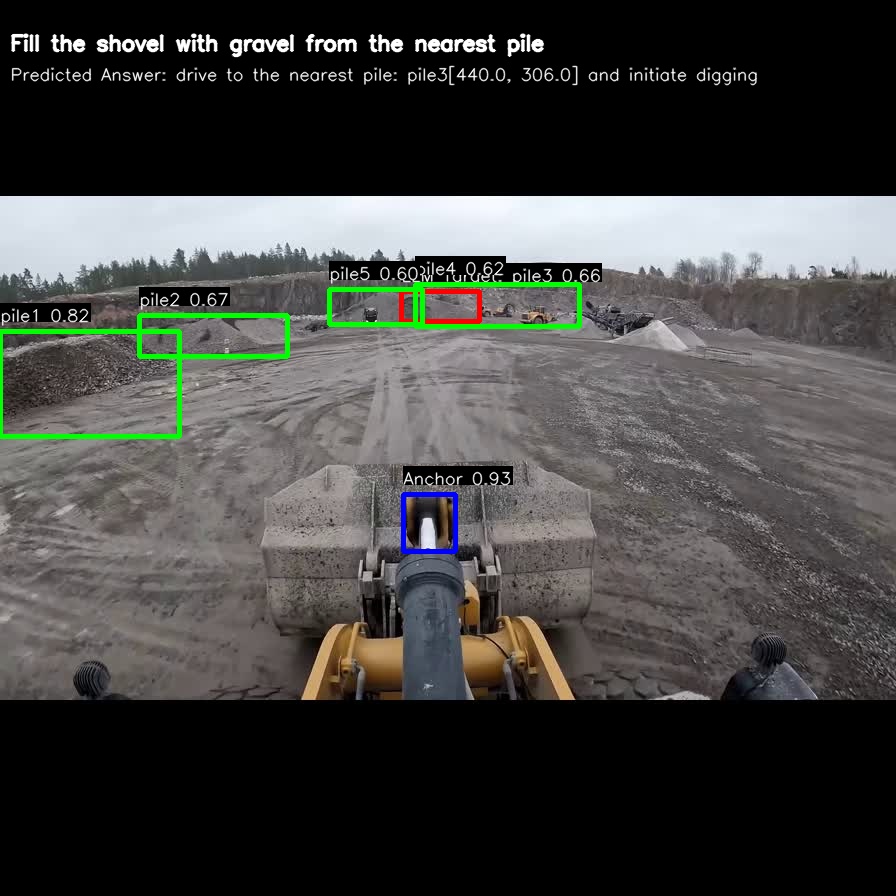 Fill the shovel with gravel from the nearest pile
Predicted Answer: drive to the nearest pile: pile3[440.0, 306.0] and initiate digging
pile5 0.60
pile4 0.62
pile3 0.66
pile2 0.67
pile1 0.82
Anchor 0.93